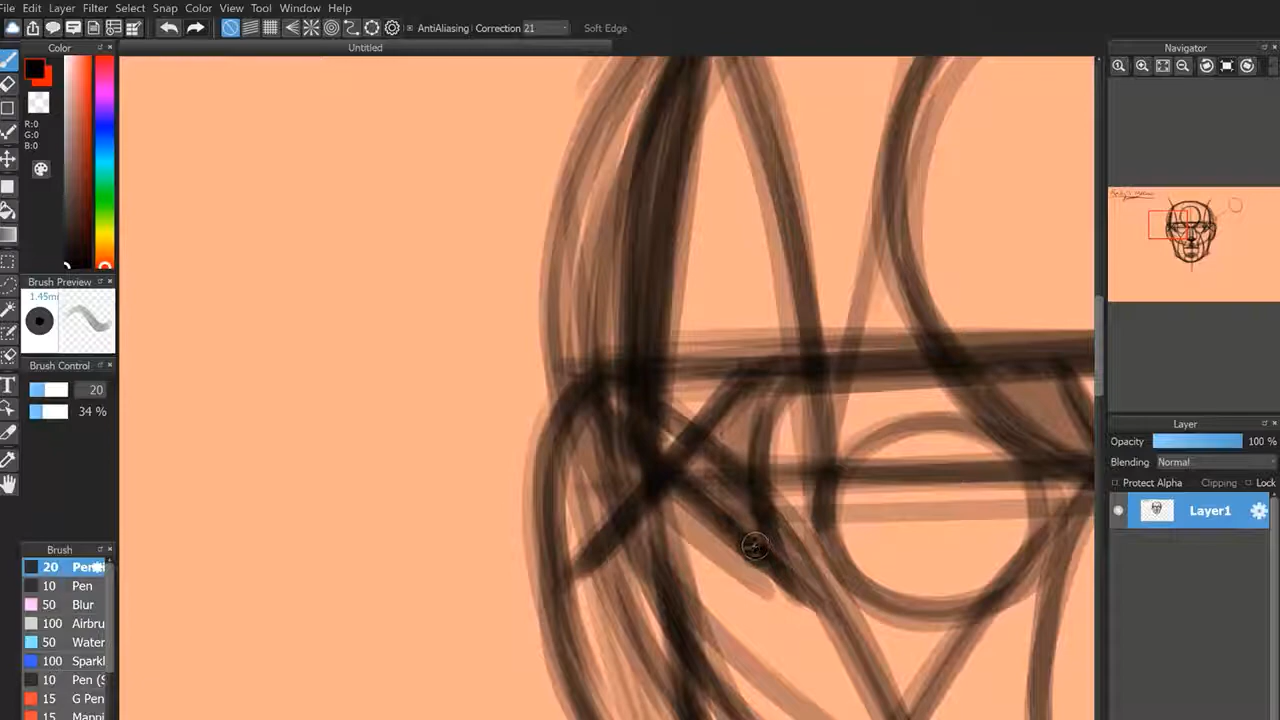 File Edit Layer Filter Select Snap Color View Tool Window Help
AntiAliasing Correction 21 Soft Edge
Color
Untitled
Navigator
R:0
G:0
B:0
Brush Preview
Brush Control
20
34 %
Layer
Opacity 100 %
Blending Normal
Protect Alpha Clipping Lock
Layer1
Brush
20
10 Pen
50 Blur
100 Airbru
50 Water
100 Sparkl
10 Pen (S
15 G Pen
15